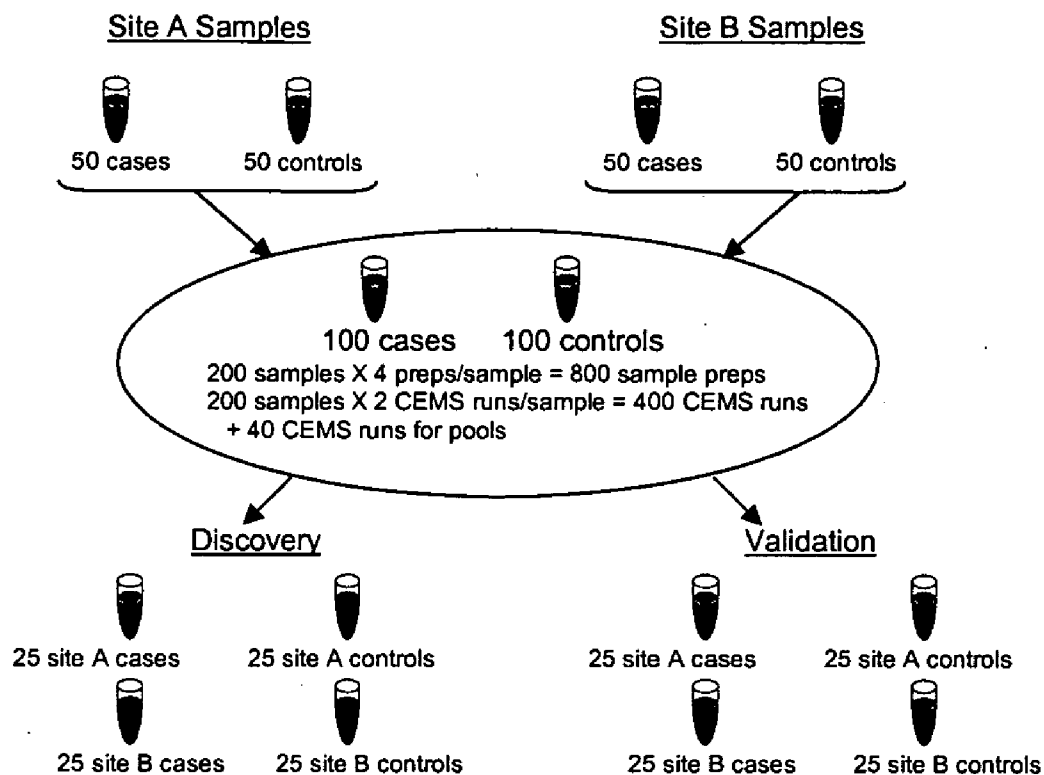 Site A Samples
Site B Samples
50 cases
50 controls
50 cases
50 controls
100 cases
100 controls
200 samples X 4 preps/sample = 800 sample preps
200 samples X 2 CEMS runs/sample = 400 CEMS runs
+ 40 CEMS runs for pools
Discovery
Validation
25 site A cases
25 site A controls
25 site A cases
25 site A controls
25 site B cases
25 site B controls
25 site B cases
25 site B controls